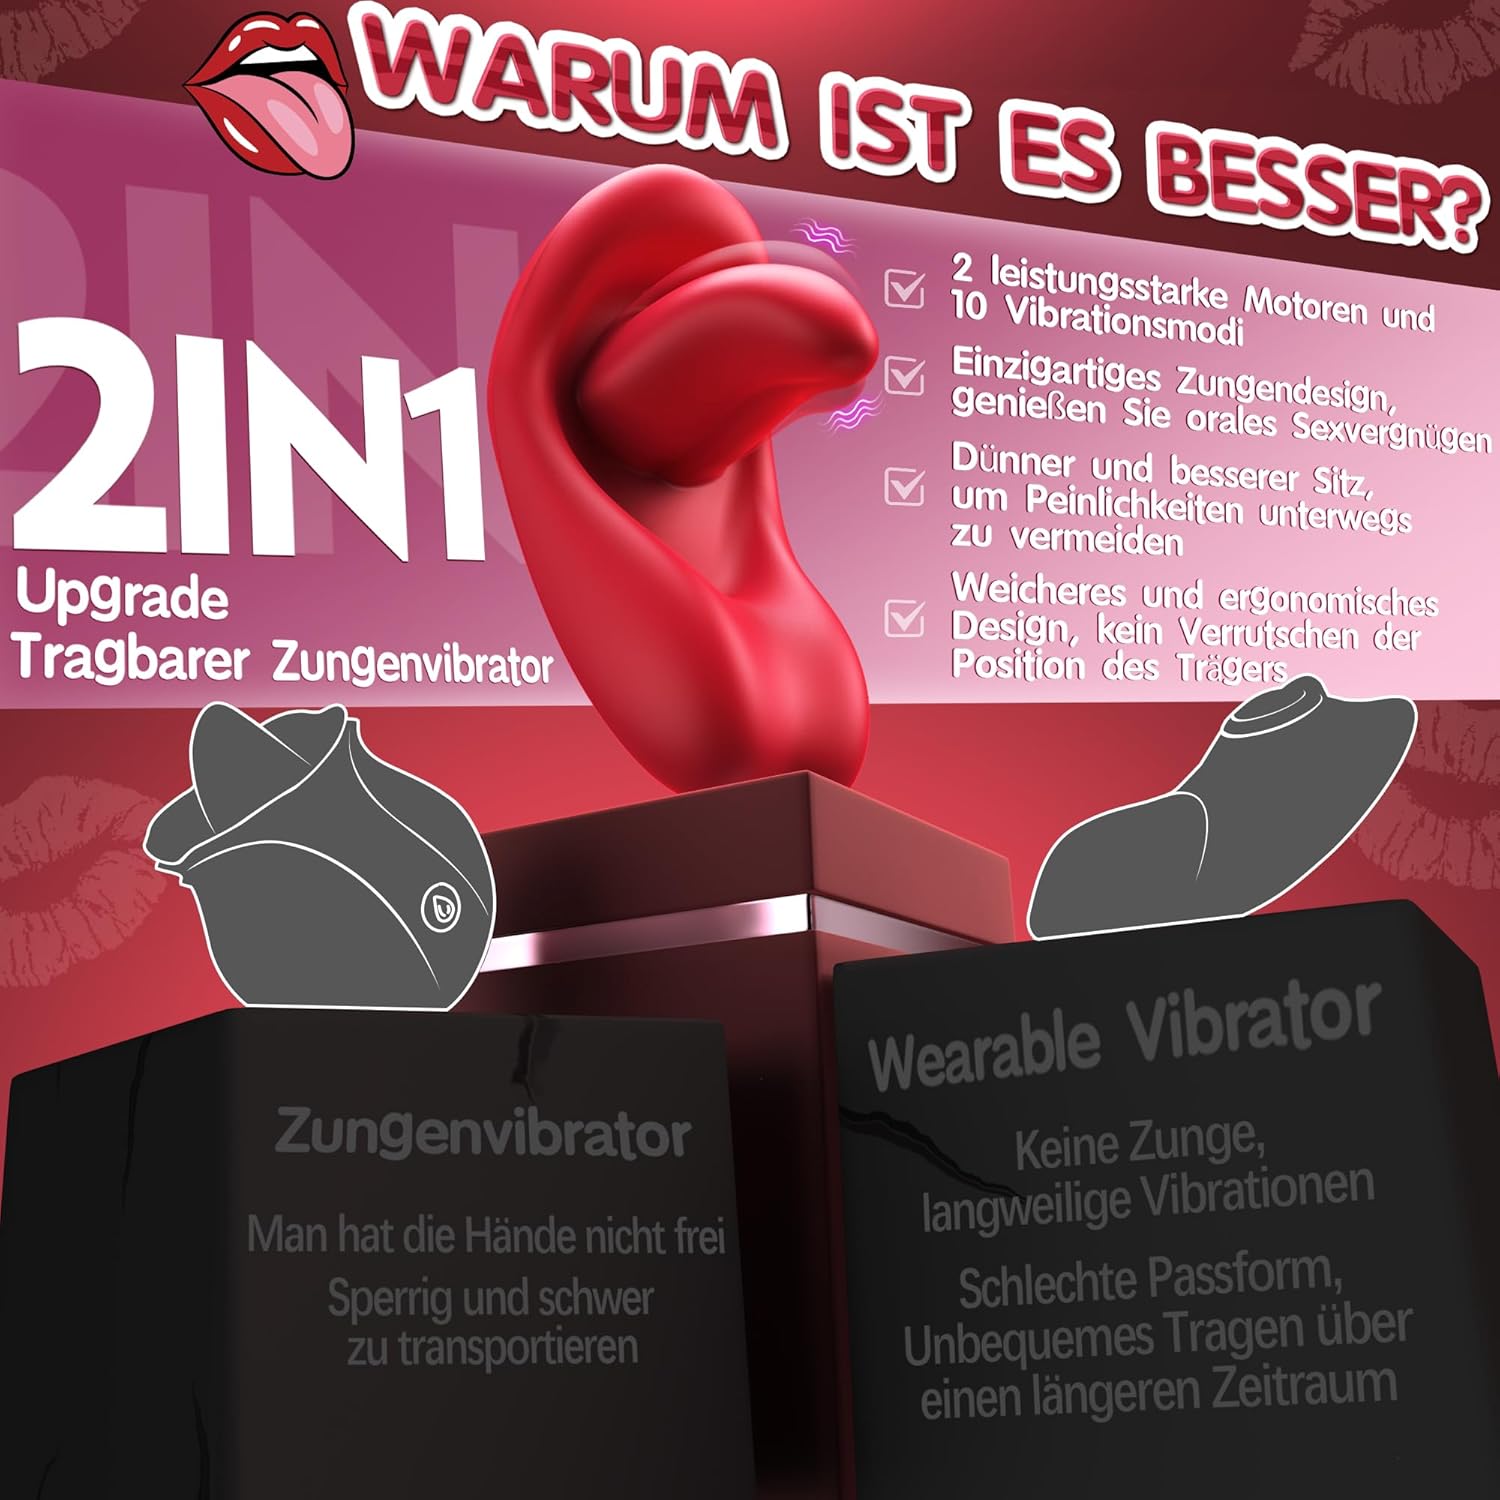 WARUM IST ES BESSER?
2IN
2IN1
Upgrade
Tragbarer Zungenvibrator
2 leistungsstarke Motoren und
10 Vibrationsmodi
Einzigartiges Zungendesign,
genießen Sie orales Sexvergnügen
Dünner und besserer Sitz,
um Peinlichkeiten unterwegs
zu vermeiden
Weicheres und ergonomisches
Design, kein Verrutschen der
Position des Trägers
Zungenvibrator
Man hat die Hände nicht frei
Sperrig und schwer
zu transportieren
Wearable Vibrator
Keine Zunge,
langweilige Vibrationen
Schlechte Passform,
Unbequemes Tragen über
einen längeren Zeitraum